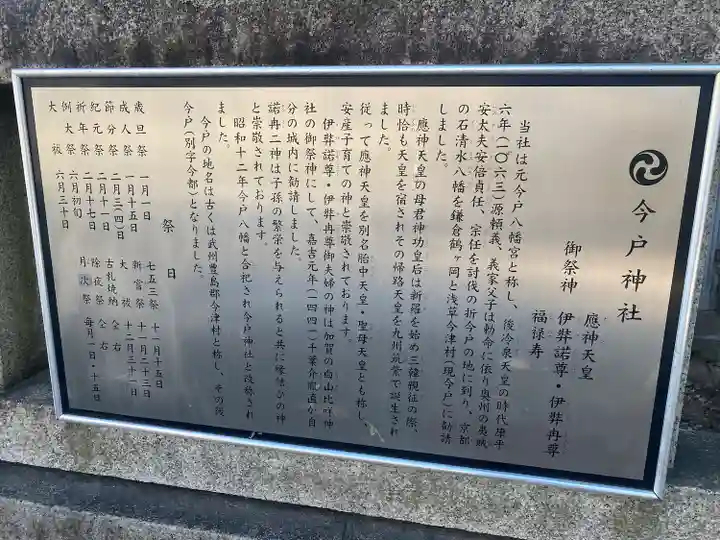 今戸神社
御祭神
應神天皇
伊弉諾尊・伊弉冉尊
福禄寿
当社は元今戸八幡宮と称し、後冷泉天皇の時代康平
六年(一〇六三)源頼義、義家父子は勅命に依り奥州の夷賊
安太夫安倍貞任、宗任を討伐の折今戸の地に到り、京都
の石清水八幡を鎌倉鶴ヶ岡と浅草今津村(現今戸)に勧請
しました。
應神天皇の母君神功皇后は新羅を始め三韓親征の際、
時恰も天皇を宿されその帰路天皇を九州筑紫で誕生され
ました。
従って應神天皇を別名胎中天皇・聖母天皇とも称し、
安産子育ての神と崇敬されております。
伊弉諾尊・伊弉冉尊御夫婦の神は加賀の白山比咩神
社の御祭神にして、嘉吉元年(一四四一)千葉介胤直が自
分の城内に勧請しました。
諾冉二神は子孫の繁栄を与えられると共に縁結びの神
と崇敬されております。
昭和十二年今戸八幡と合祀され今戸神社と改称され
ました。
今戸の地名は古くは武州豊島郡今津村と称し、その後
今戸(別字今都)となりました。
祭日
歳旦祭 一月一日
成人祭 一月十五日
節分祭 二月三(四)日
紀元祭 二月十一日
祈年祭 二月十七日
例大祭 六月初旬
大祓 六月三十日
七五三祭 十一月十五日
新嘗祭 十一月二十三日
大祓 十二月三十一日
古札焼納 仝右
除夜祭 仝右
月次祭 毎月一日・十五日